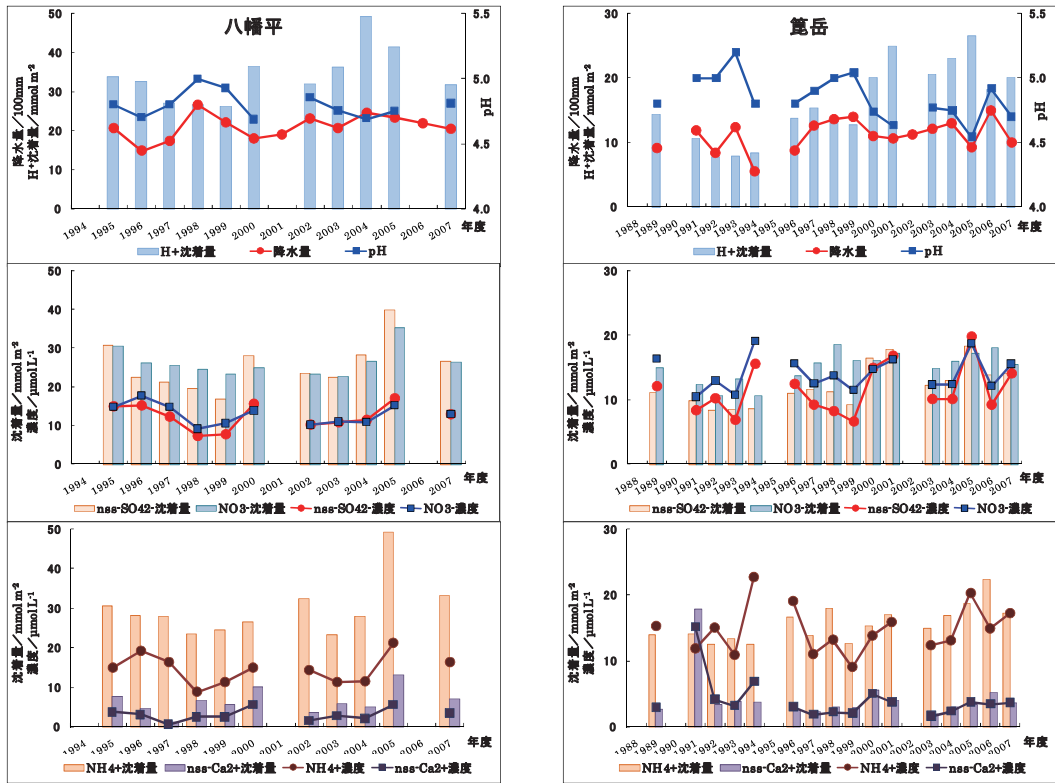 八幡平
降水量／100mm
H⁺沈着量／mmol m⁻²
50
40
30
20
10
0
5.5
5.0
4.5
4.0
pH
1994 1995 1996 1997 1998 1999 2000 2001 2002 2003 2004 2005 2006 2007 年度
H+沈着量 降水量 pH
箟岳
降水量／100mm
H⁺沈着量／mmol m⁻²
30
20
10
0
5.5
5.0
4.5
4.0
pH
1988 1989 1990 1991 1992 1993 1994 1995 1996 1997 1998 1999 2000 2001 2002 2003 2004 2005 2006 2007 年度
H+沈着量 降水量 pH
沈着量／mmol m⁻²
濃度／μmol L⁻¹
50
40
30
20
10
0
1994 1995 1996 1997 1998 1999 2000 2001 2002 2003 2004 2005 2006 2007 年度
nss-SO42-沈着量 NO3-沈着量 nss-SO42-濃度 NO3-濃度
沈着量／mmol m⁻²
濃度／μmol L⁻¹
30
20
10
0
1988 1989 1990 1991 1992 1993 1994 1995 1996 1997 1998 1999 2000 2001 2002 2003 2004 2005 2006 2007 年度
nss-SO42-沈着量 NO3-沈着量 nss-SO42-濃度 NO3-濃度
沈着量／mmol m⁻²
濃度／μmol L⁻¹
50
40
30
20
10
0
1994 1995 1996 1997 1998 1999 2000 2001 2002 2003 2004 2005 2006 2007 年度
NH4+沈着量 nss-Ca2+沈着量 NH4+濃度 nss-Ca2+濃度
沈着量／mmol m⁻²
濃度／μmol L⁻¹
30
20
10
0
1988 1989 1990 1991 1992 1993 1994 1995 1996 1997 1998 1999 2000 2001 2002 2003 2004 2005 2006 2007 年度
NH4+沈着量 nss-Ca2+沈着量 NH4+濃度 nss-Ca2+濃度